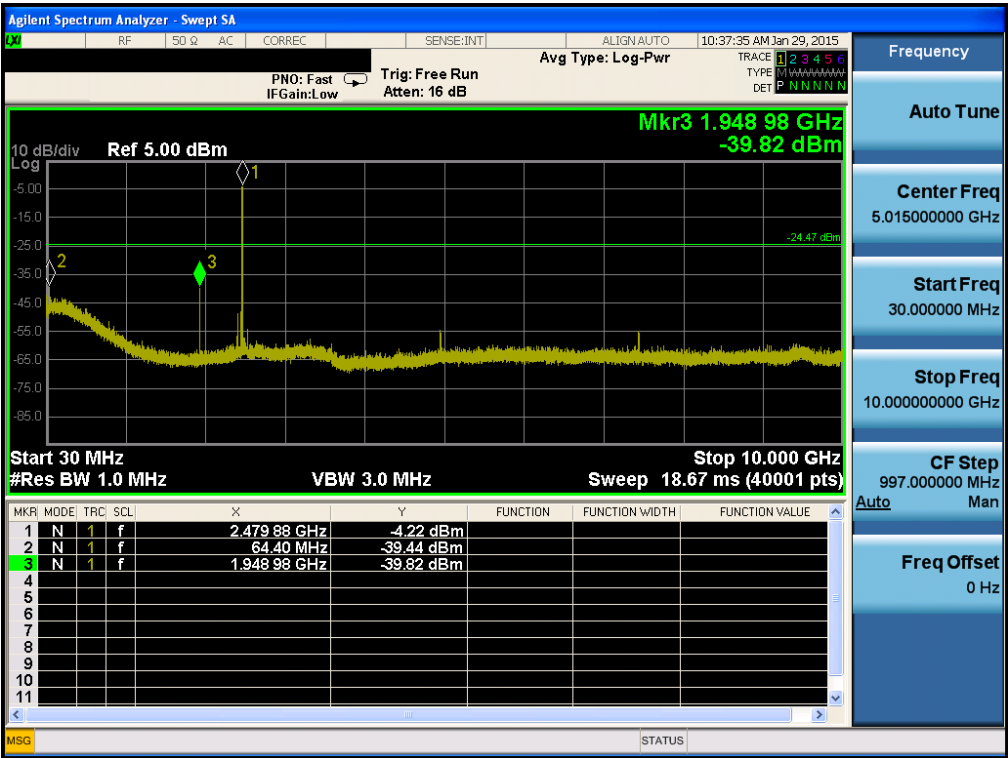 Agilent Spectrum Analyzer - Swept SA
LXI RF 50 Ω AC CORREC SENSE:INT ALIGN AUTO 10:37:35 AM Jan 29, 2015
Avg Type: Log-Pwr TRACE 1 2 3 4 5 6
PNO: Fast Trig: Free Run TYPE M WWWWW
IFGain:Low Atten: 16 dB DET P N N N N N
Mkr3 1.948 98 GHz
10 dB/div Ref 5.00 dBm -39.82 dBm
Log
1
-5.00
-15.0
-24.47 dBm
-25.0
2 3
-35.0
-45.0
-55.0
-65.0
-75.0
-85.0
Start 30 MHz Stop 10.000 GHz
#Res BW 1.0 MHz VBW 3.0 MHz Sweep 18.67 ms (40001 pts)
MKR MODE TRC SCL X Y FUNCTION FUNCTION WIDTH FUNCTION VALUE
1 N 1 f 2.479 88 GHz -4.22 dBm
2 N 1 f 64.40 MHz -39.44 dBm
3 N 1 f 1.948 98 GHz -39.82 dBm
4
5
6
7
8
9
10
11
MSG STATUS
Frequency
Auto Tune
Center Freq
5.015000000 GHz
Start Freq
30.000000 MHz
Stop Freq
10.000000000 GHz
CF Step
997.000000 MHz
Auto Man
Freq Offset
0 Hz